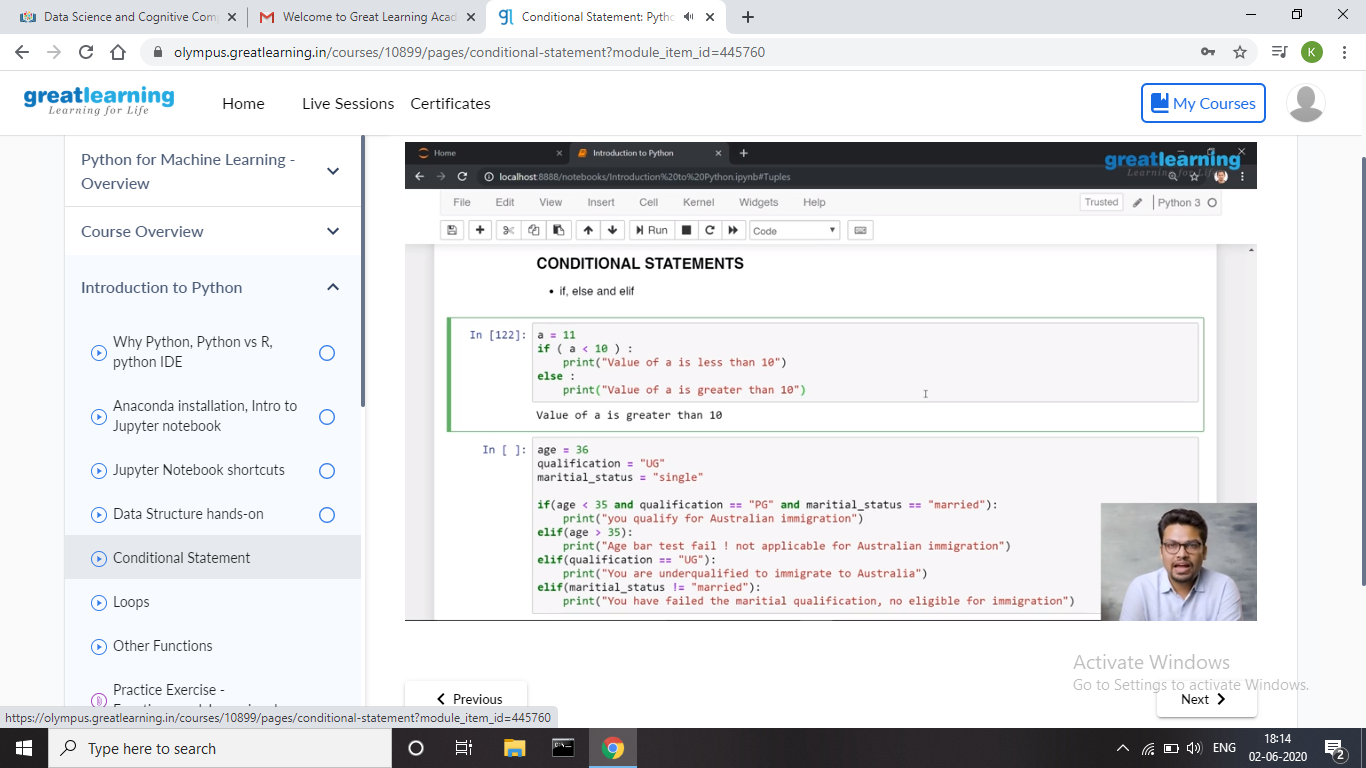 Data Science and Cognitive Com
Welcome to Great Learning Acad
Conditional Statement: Pytho
olympus.greatlearning.in/courses/10899/pages/conditional-statement?module_item_id=445760
K
greatlearning
Learning for Life
Home
Live Sessions
Certificates
My Courses
Python for Machine Learning -
Overview
Course Overview
Introduction to Python
Why Python, Python vs R,
python IDE
Anaconda installation, Intro to
Jupyter notebook
Jupyter Notebook shortcuts
Data Structure hands-on
Conditional Statement
Loops
Other Functions
Practice Exercise -
Home
Introduction to Python
greatlearning
Learning for Life
localhost:8888/notebooks/Introduction%20to%20Python.ipynb#Tuples
File Edit View Insert Cell Kernel Widgets Help
Trusted
Python 3
Run
Code
CONDITIONAL STATEMENTS
• if, else and elif
In [122]:
a = 11
if ( a < 10 ) :
print("Value of a is less than 10")
else :
print("Value of a is greater than 10")
Value of a is greater than 10
In [ ]:
age = 36
qualification = "UG"
maritial_status = "single"
if(age < 35 and qualification == "PG" and maritial_status == "married"):
print("you qualify for Australian immigration")
elif(age > 35):
print("Age bar test fail ! not applicable for Australian immigration")
elif(qualification == "UG"):
print("You are underqualified to immigrate to Australia")
elif(maritial_status != "married"):
print("You have failed the maritial qualification, no eligible for immigration")
Previous
Next
Activate Windows
Go to Settings to activate Windows.
https://olympus.greatlearning.in/courses/10899/pages/conditional-statement?module_item_id=445760
Type here to search
ENG
18:14
02-06-2020
2